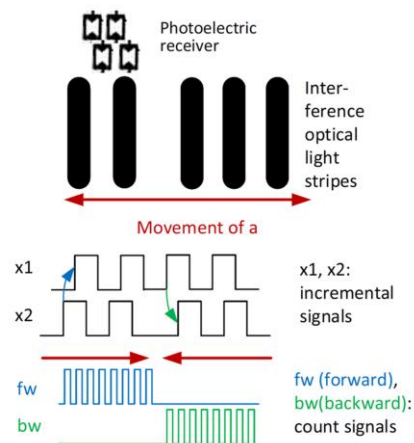 Photoelectric
receiver
Inter-
ference
optical
light
stripes
Movement of a
x1
x2
x1, x2:
incremental
signals
fw
bw
fw (forward),
bw(backward):
count signals